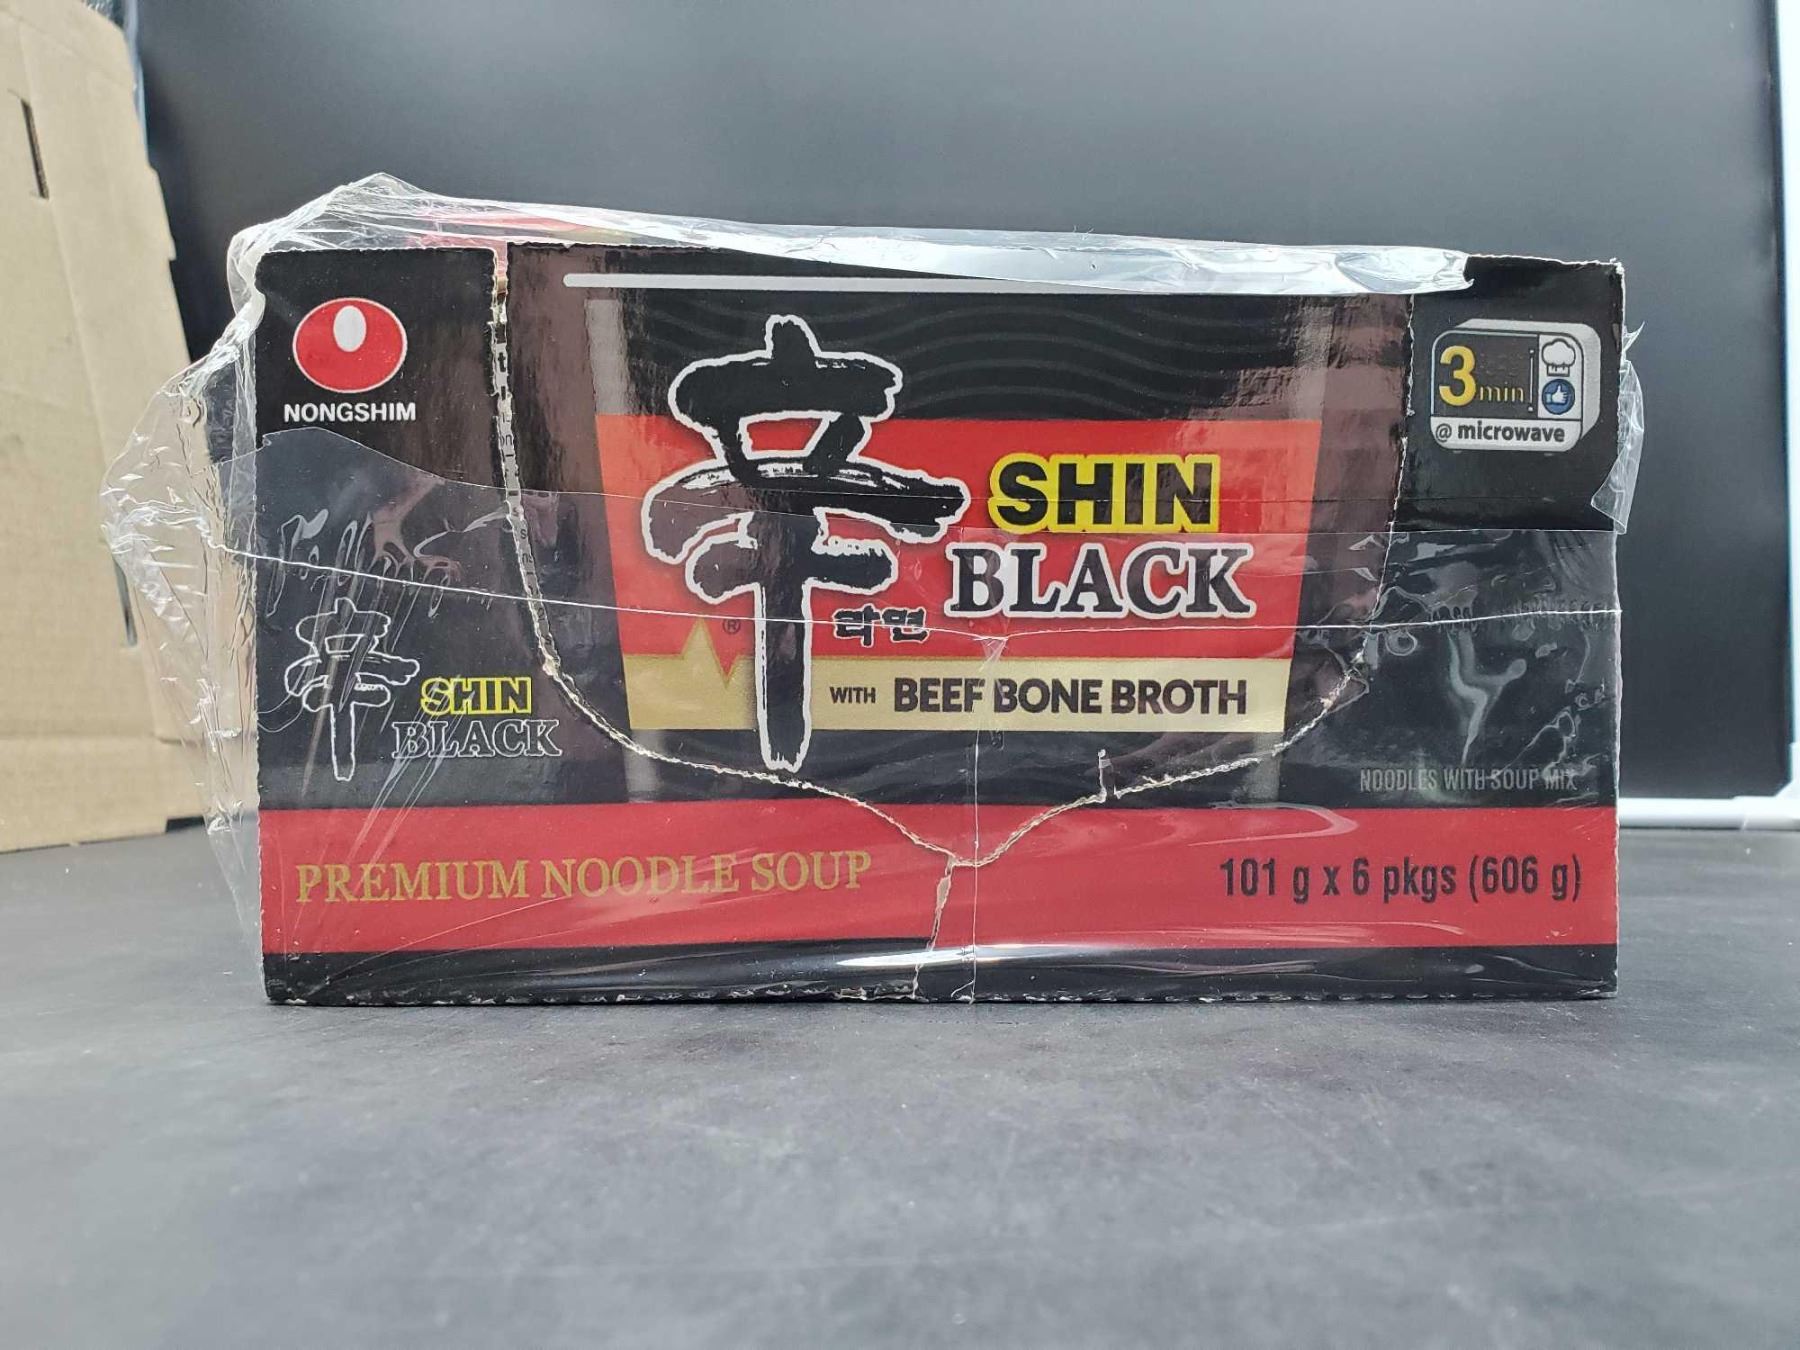 NONGSHIM
3 min
@ microwave
辛
SHIN
BLACK
라면
®
WITH BEEF BONE BROTH
辛
SHIN
BLACK
NOODLES WITH SOUP MIX
PREMIUM NOODLE SOUP
101 g x 6 pkgs (606 g)